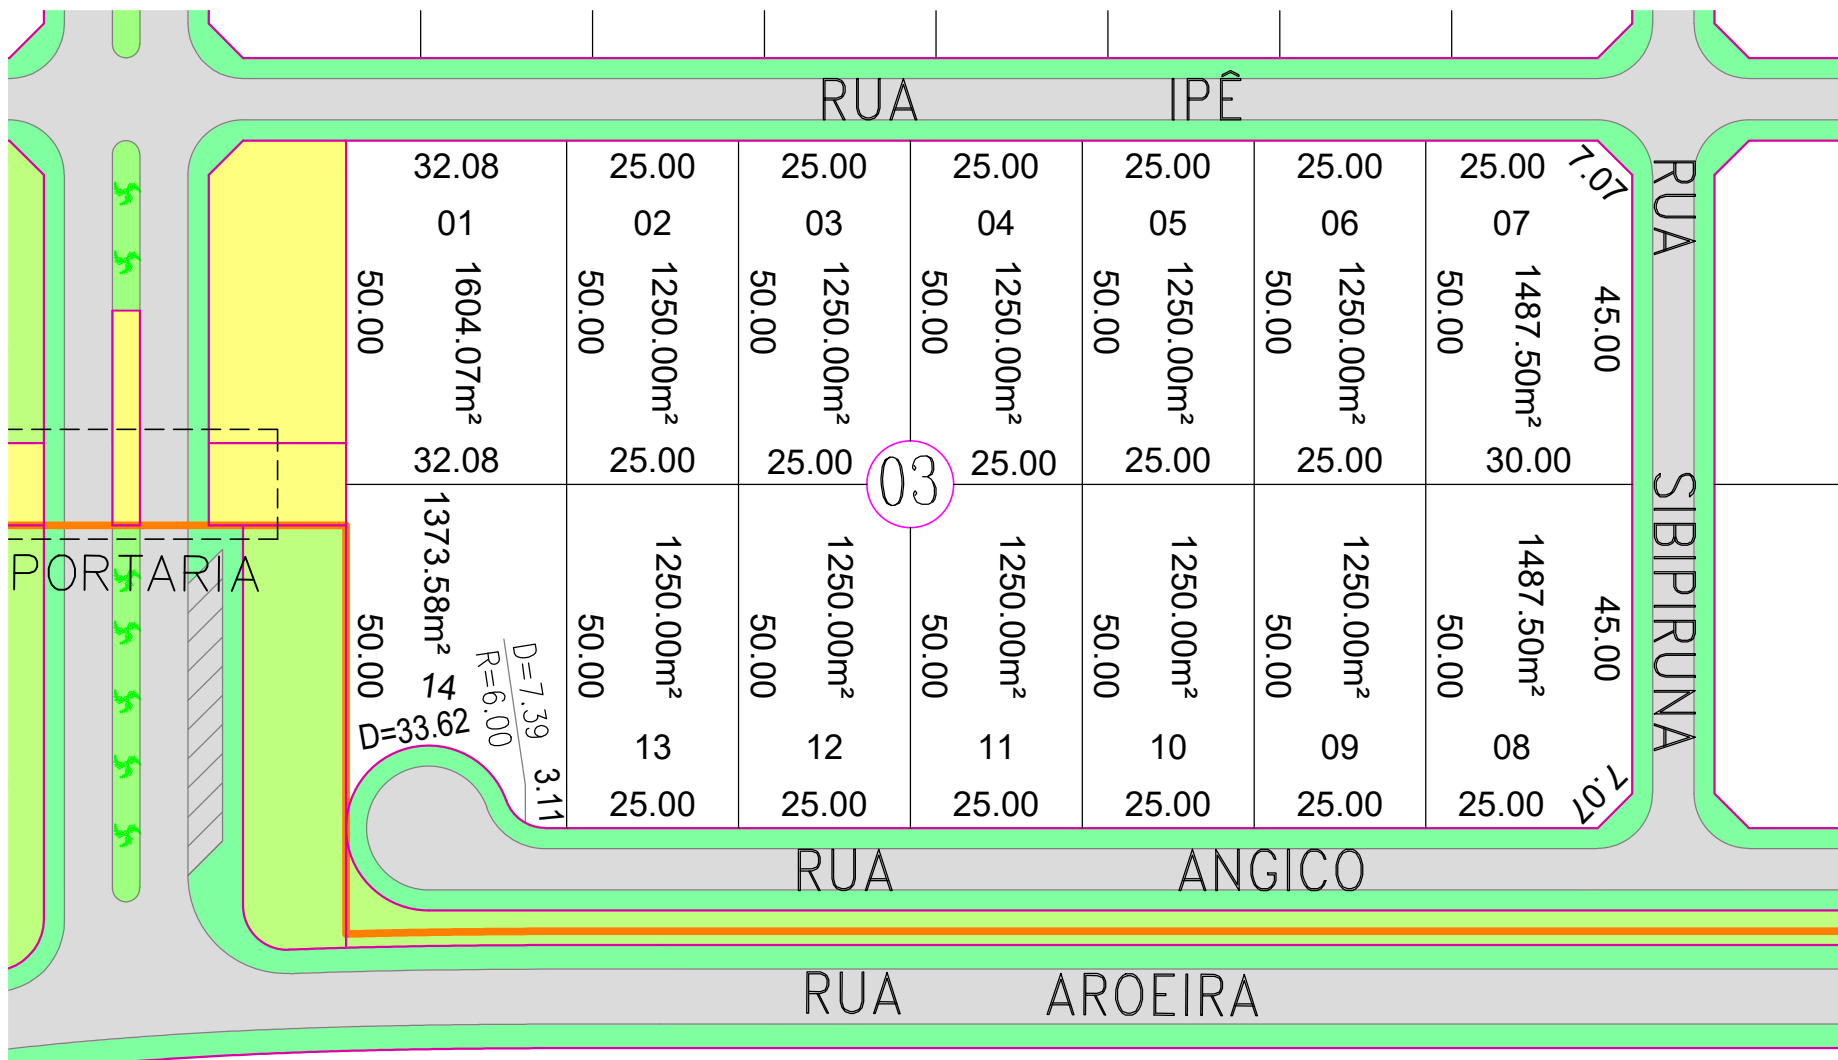 RUA IPÊ
32.08
25.00
25.00
25.00
25.00
25.00
25.00
7.07
01
02
03
04
05
06
07
50.00
1604.07m²
50.00
1250.00m²
50.00
1250.00m²
50.00
1250.00m²
50.00
1250.00m²
50.00
1250.00m²
50.00
1487.50m²
45.00
32.08
25.00
25.00
25.00
25.00
25.00
30.00
03
RUA SIBIPIRUNA
PORTARIA
50.00
1373.58m²
14
D=33.62
D=7.39
R=6.00
3.11
50.00
1250.00m²
50.00
1250.00m²
50.00
1250.00m²
50.00
1250.00m²
50.00
1250.00m²
50.00
1487.50m²
45.00
13
12
11
10
09
08
25.00
25.00
25.00
25.00
25.00
25.00
7.07
RUA ANGICO
RUA AROEIRA